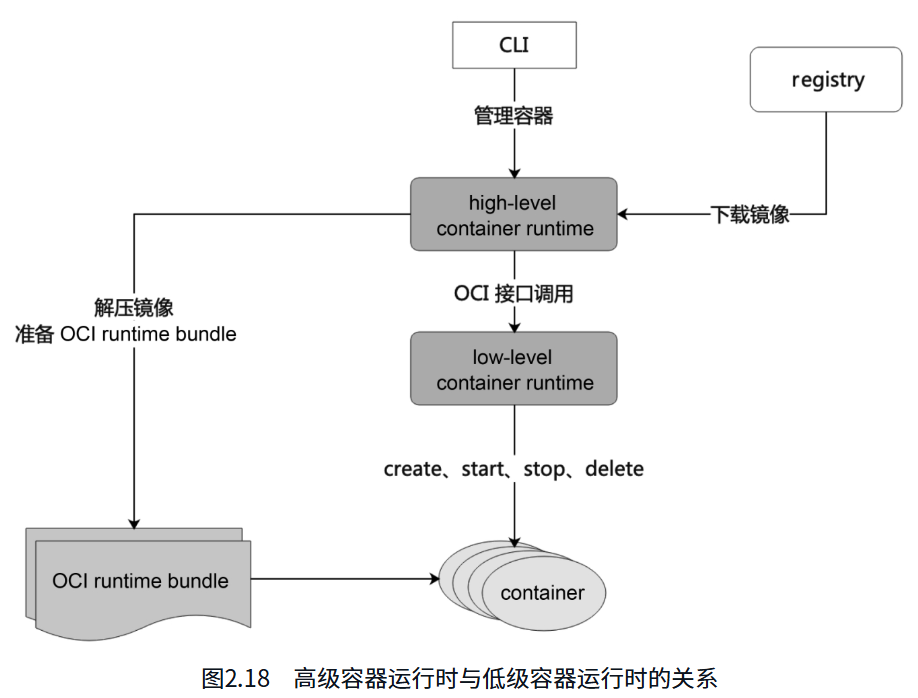 CLI
registry
管理容器
high-level
container runtime
下载镜像
OCI 接口调用
解压镜像
准备 OCI runtime bundle
low-level
container runtime
create、start、stop、delete
OCI runtime bundle
container
图2.18 高级容器运行时与低级容器运行时的关系